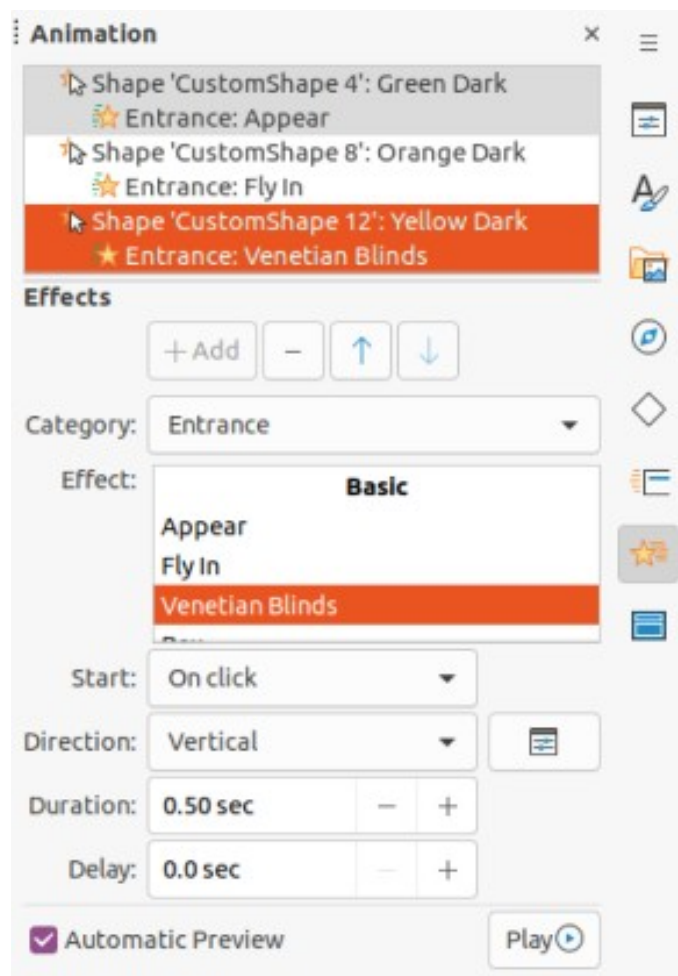 Animation
Shape 'CustomShape 4': Green Dark
Entrance: Appear
Shape 'CustomShape 8': Orange Dark
Entrance: Fly In
Shape 'CustomShape 12': Yellow Dark
Entrance: Venetian Blinds
Effects
+ Add
Category: Entrance
Effect: Basic
Appear
Fly In
Venetian Blinds
Start: On click
Direction: Vertical
Duration: 0.50 sec
Delay: 0.0 sec
Automatic Preview Play